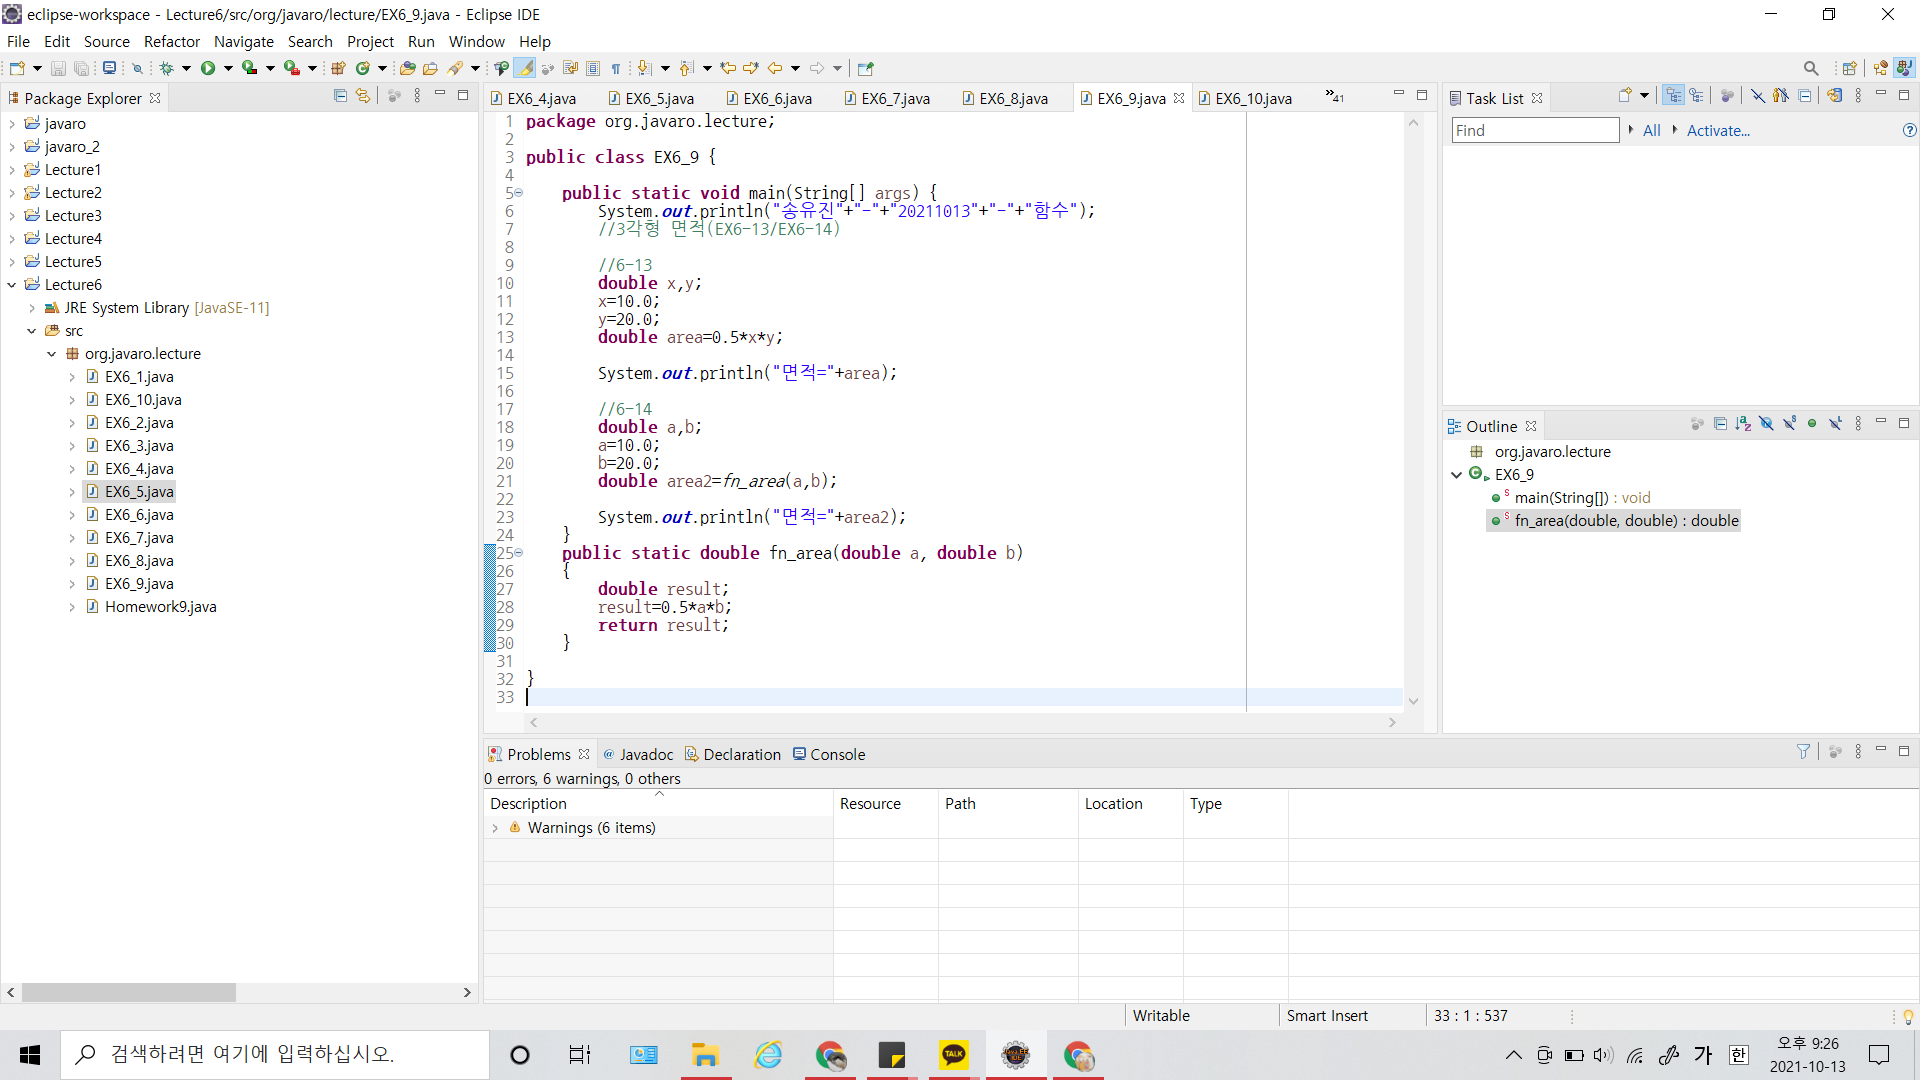 eclipse-workspace - Lecture6/src/org/javaro/lecture/EX6_9.java - Eclipse IDE
File Edit Source Refactor Navigate Search Project Run Window Help
Package Explorer
javaro
javaro_2
Lecture1
Lecture2
Lecture3
Lecture4
Lecture5
Lecture6
JRE System Library [JavaSE-11]
src
org.javaro.lecture
EX6_1.java
EX6_10.java
EX6_2.java
EX6_3.java
EX6_4.java
EX6_5.java
EX6_6.java
EX6_7.java
EX6_8.java
EX6_9.java
Homework9.java
EX6_4.java EX6_5.java EX6_6.java EX6_7.java EX6_8.java EX6_9.java EX6_10.java »41
1 package org.javaro.lecture;
2
3 public class EX6_9 {
4
5 public static void main(String[] args) {
6 System.out.println("송유진"+"-"+"20211013"+"-"+"함수");
7 //3각형 면적(EX6-13/EX6-14)
8
9 //6-13
10 double x,y;
11 x=10.0;
12 y=20.0;
13 double area=0.5*x*y;
14
15 System.out.println("면적="+area);
16
17 //6-14
18 double a,b;
19 a=10.0;
20 b=20.0;
21 double area2=fn_area(a,b);
22
23 System.out.println("면적="+area2);
24 }
25 public static double fn_area(double a, double b)
26 {
27 double result;
28 result=0.5*a*b;
29 return result;
30 }
31
32 }
33
Task List
Find All Activate...
Outline
org.javaro.lecture
EX6_9
main(String[]) : void
fn_area(double, double) : double
Problems Javadoc Declaration Console
0 errors, 6 warnings, 0 others
Description Resource Path Location Type
Warnings (6 items)
Writable Smart Insert 33 : 1 : 537
검색하려면 여기에 입력하십시오.
TALK
가 한
오후 9:26
2021-10-13